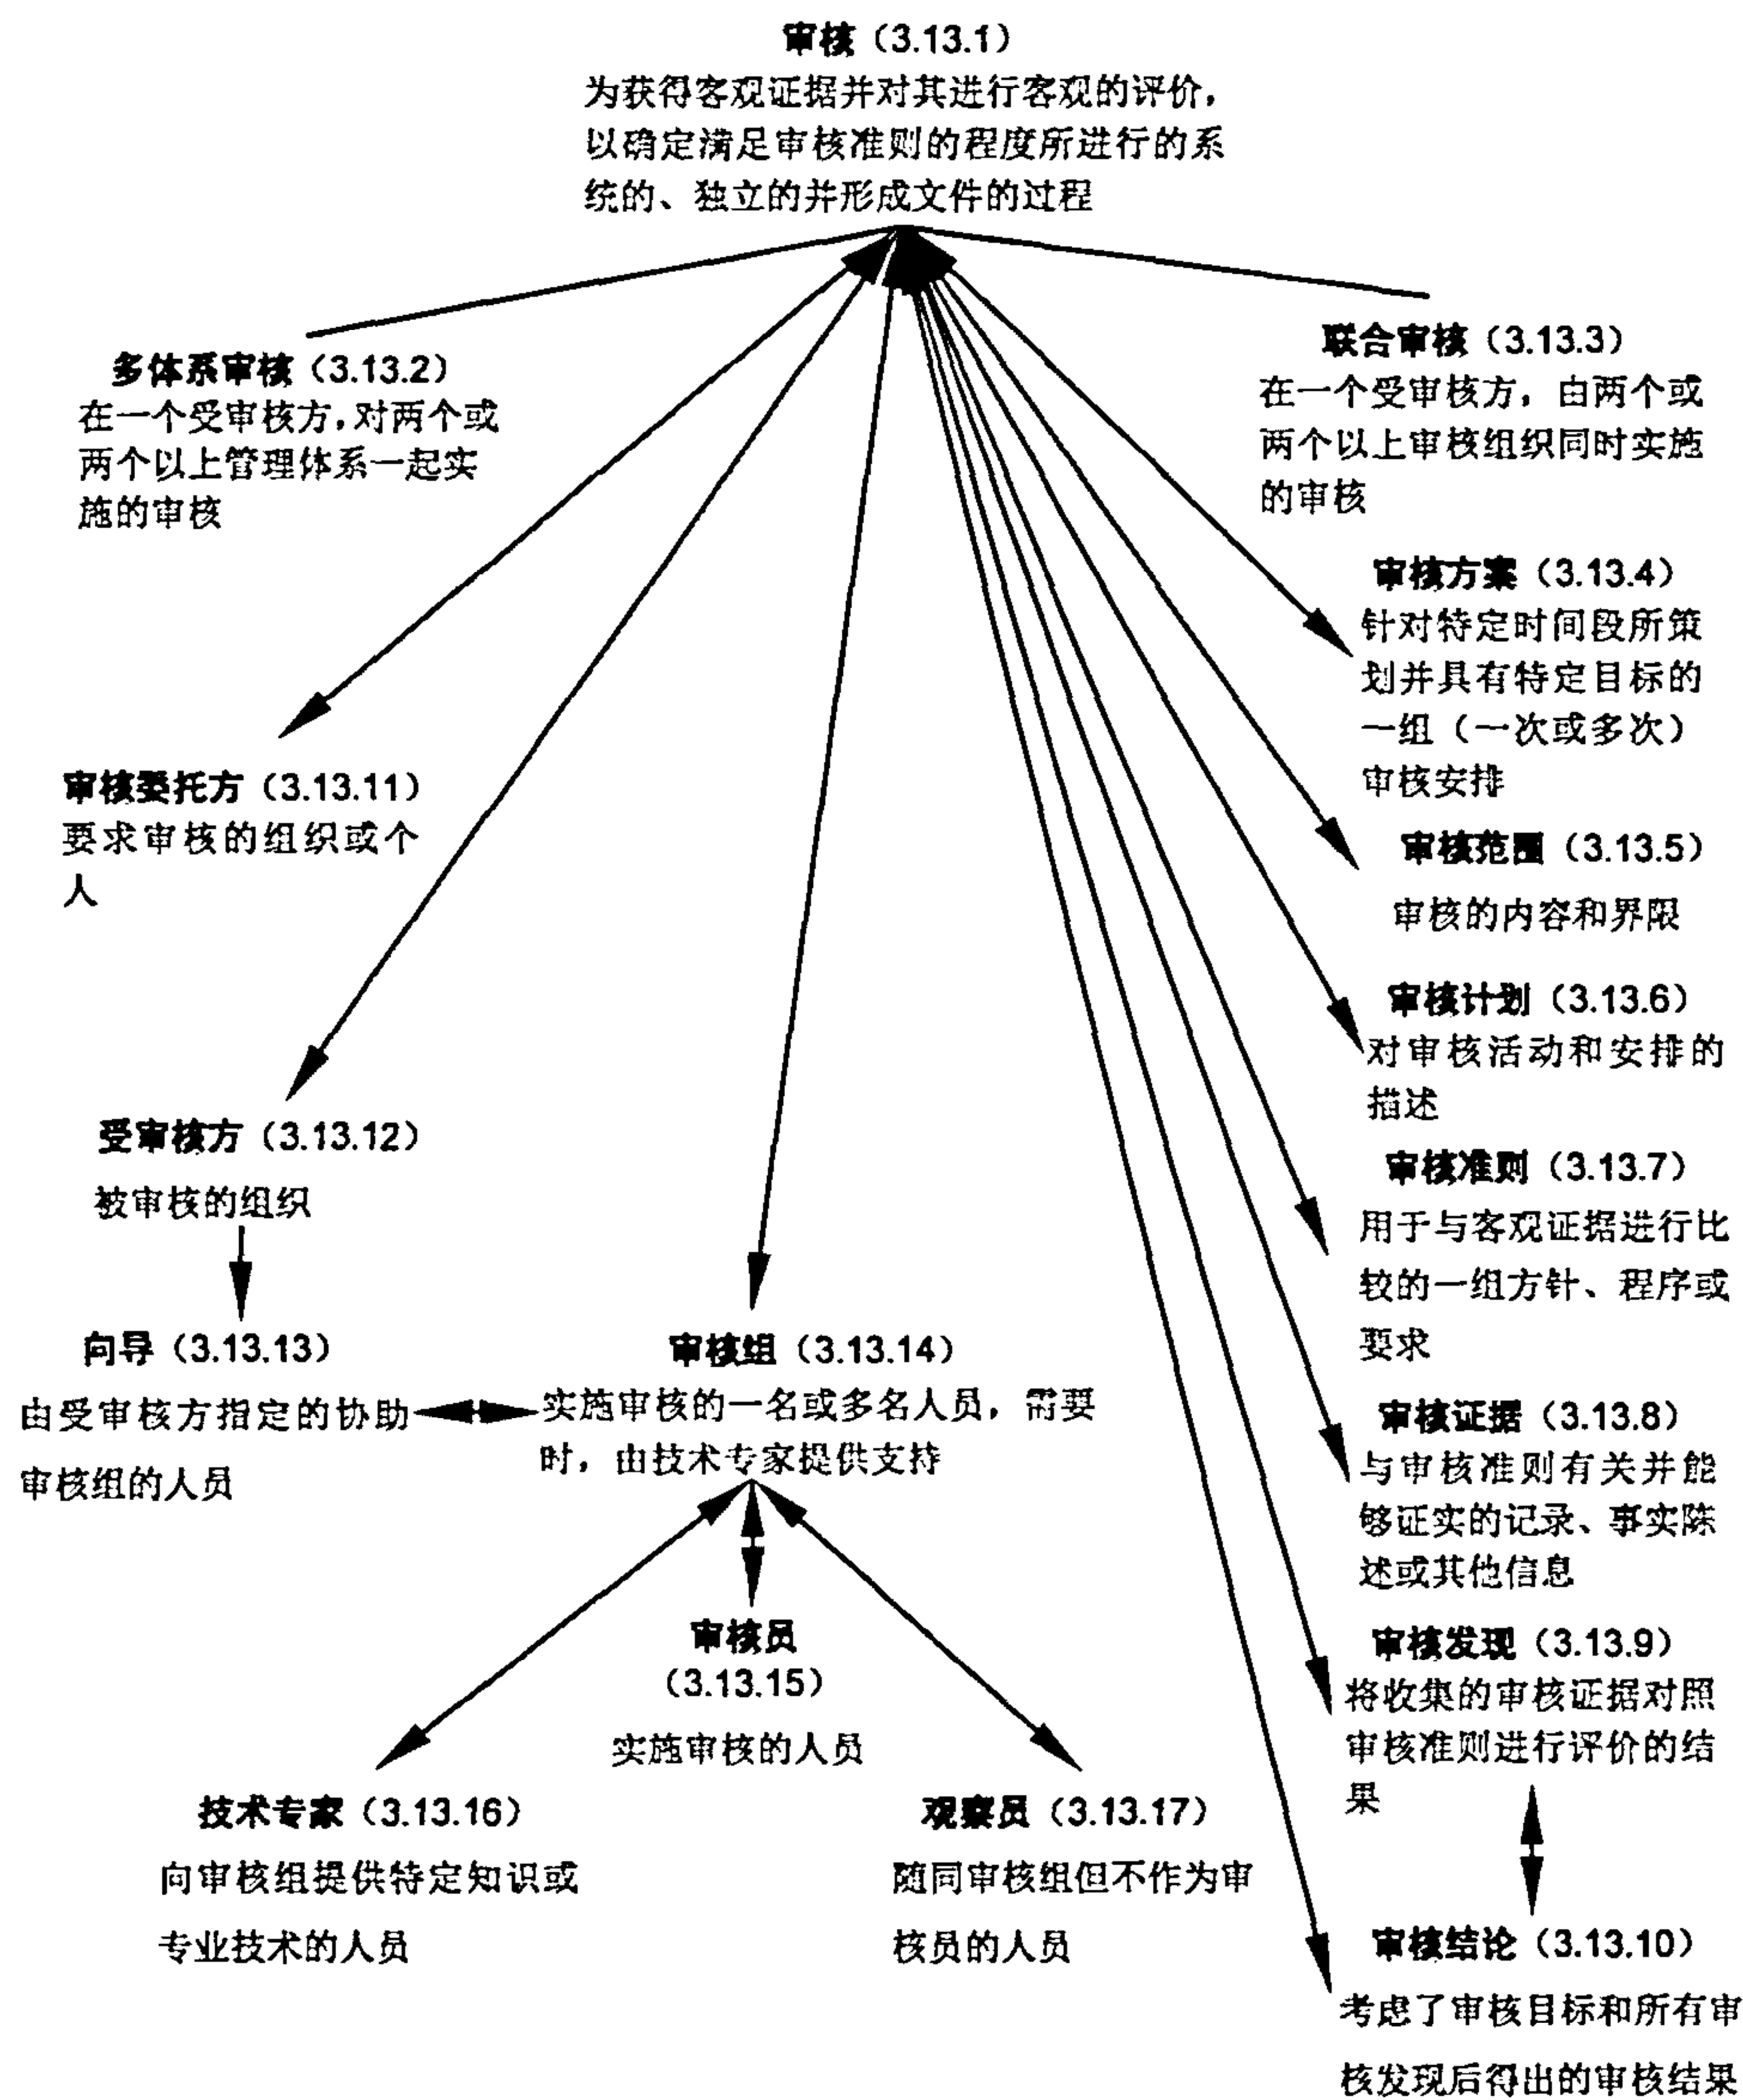 审核（3.13.1）
为获得客观证据并对其进行客观的评价，
以确定满足审核准则的程度所进行的系
统的、独立的并形成文件的过程
多体系审核（3.13.2）
在一个受审核方，对两个或
两个以上管理体系一起实
施的审核
联合审核（3.13.3）
在一个受审核方，由两个或
两个以上审核组织同时实施
的审核
审核方案（3.13.4）
针对特定时间段所策
划并具有特定目标的
一组（一次或多次）
审核安排
审核委托方（3.13.11）
要求审核的组织或个
人
审核范围（3.13.5）
审核的内容和界限
审核计划（3.13.6）
对审核活动和安排的
描述
受审核方（3.13.12）
被审核的组织
审核准则（3.13.7）
用于与客观证据进行比
较的一组方针、程序或
要求
向导（3.13.13）
由受审核方指定的协助
审核组的人员
审核组（3.13.14）
实施审核的一名或多名人员，需要
时，由技术专家提供支持
审核证据（3.13.8）
与审核准则有关并能
够证实的记录、事实陈
述或其他信息
审核员
（3.13.15）
实施审核的人员
审核发现（3.13.9）
将收集的审核证据对照
审核准则进行评价的结
果
技术专家（3.13.16）
向审核组提供特定知识或
专业技术的人员
观察员（3.13.17）
随同审核组但不作为审
核员的人员
审核结论（3.13.10）
考虑了审核目标和所有审
核发现后得出的审核结果